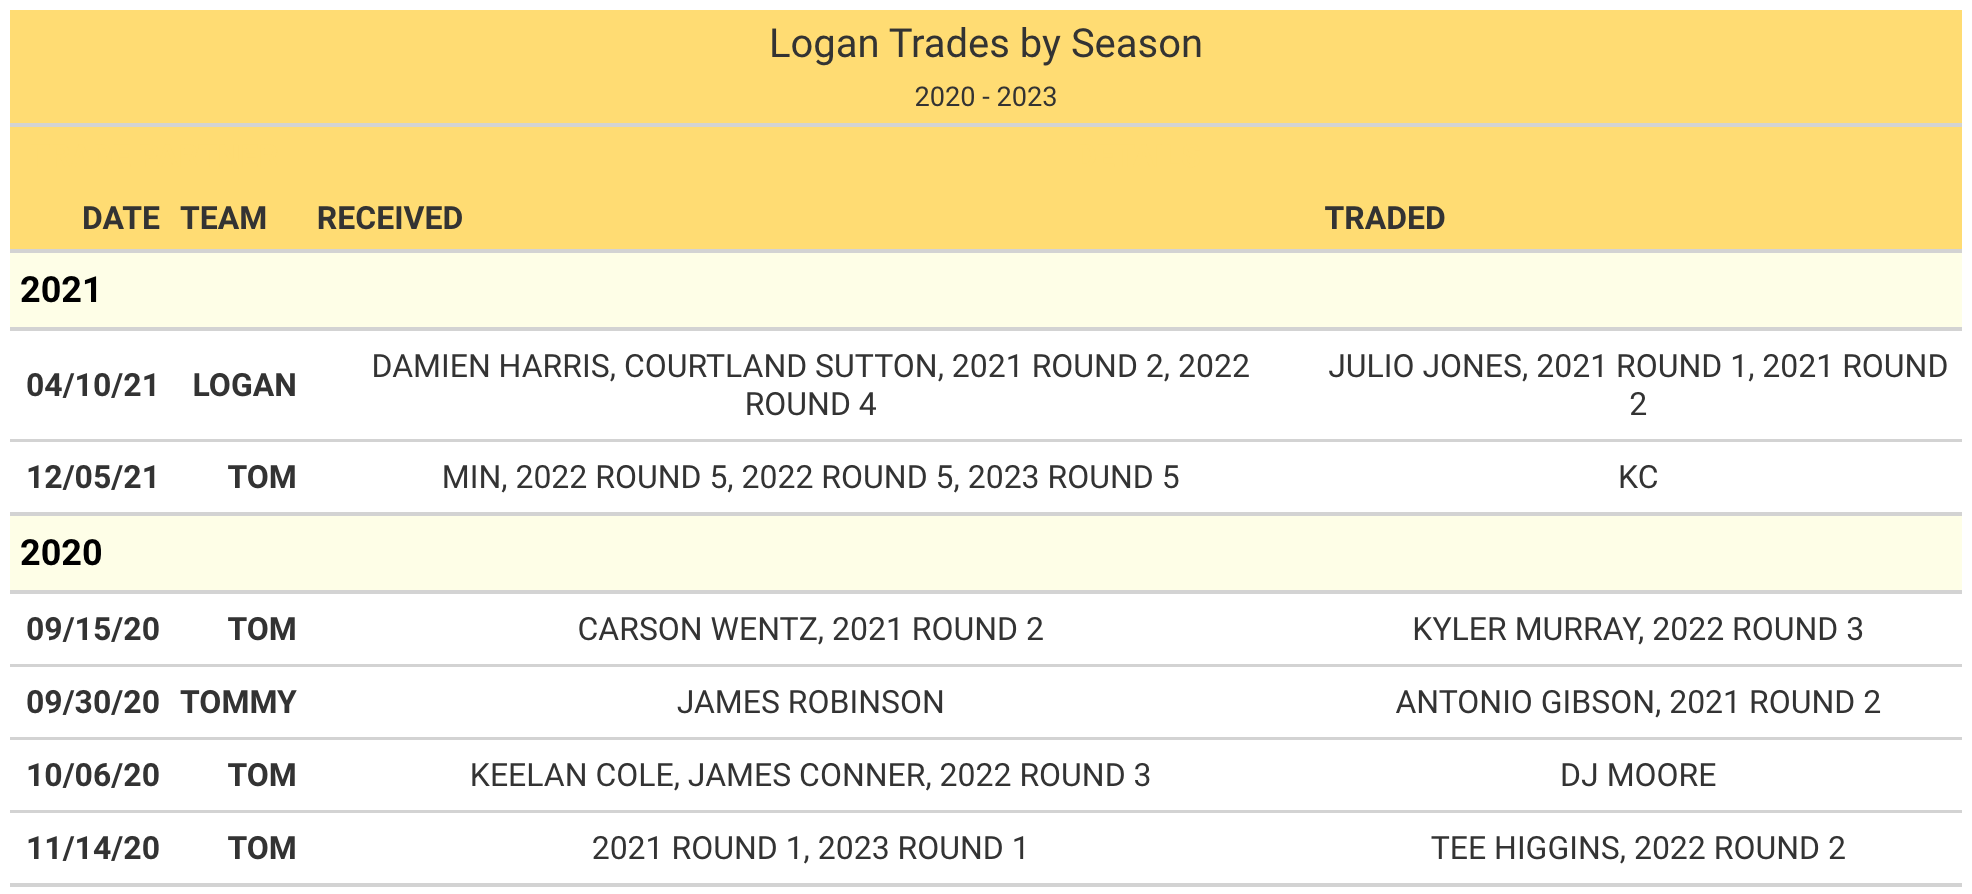 Logan Trades by Season
2020 - 2023
DATE TEAM RECEIVED TRADED
2021
04/10/21 LOGAN DAMIEN HARRIS, COURTLAND SUTTON, 2021 ROUND 2, 2022 JULIO JONES, 2021 ROUND 1, 2021 ROUND
ROUND 4 2
12/05/21 TOM MIN, 2022 ROUND 5, 2022 ROUND 5, 2023 ROUND 5 KC
2020
09/15/20 TOM CARSON WENTZ, 2021 ROUND 2 KYLER MURRAY, 2022 ROUND 3
09/30/20 TOMMY JAMES ROBINSON ANTONIO GIBSON, 2021 ROUND 2
10/06/20 TOM KEELAN COLE, JAMES CONNER, 2022 ROUND 3 DJ MOORE
11/14/20 TOM 2021 ROUND 1, 2023 ROUND 1 TEE HIGGINS, 2022 ROUND 2